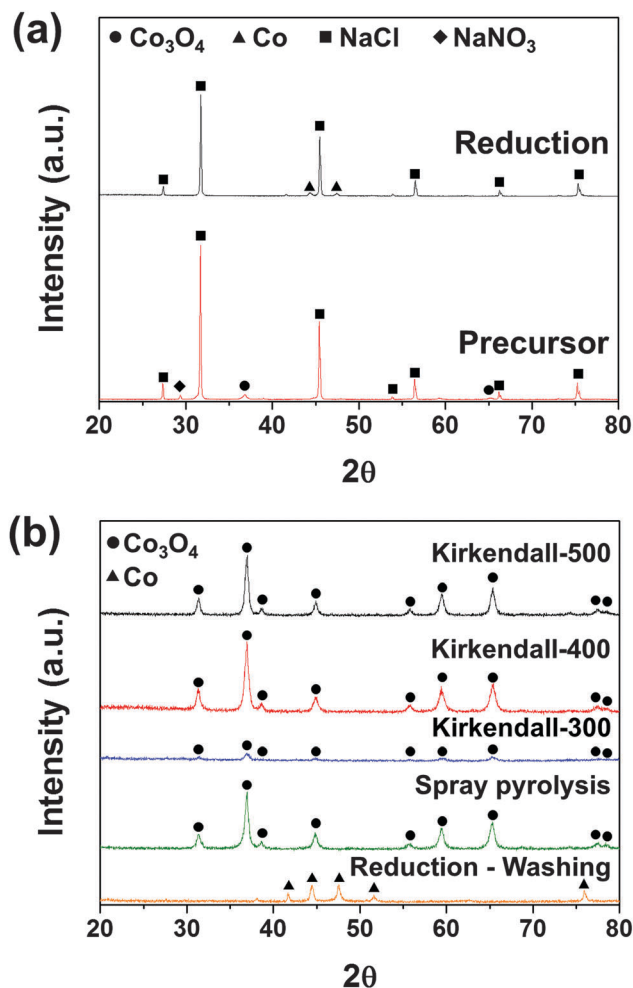 (a)
● Co₃O₄ ▲ Co ■ NaCl ◆ NaNO₃
Reduction
Precursor
Intensity (a.u.)
20 30 40 50 60 70 80
2θ
(b)
● Co₃O₄
▲ Co
Kirkendall-500
Kirkendall-400
Kirkendall-300
Spray pyrolysis
Reduction - Washing
Intensity (a.u.)
20 30 40 50 60 70 80
2θ